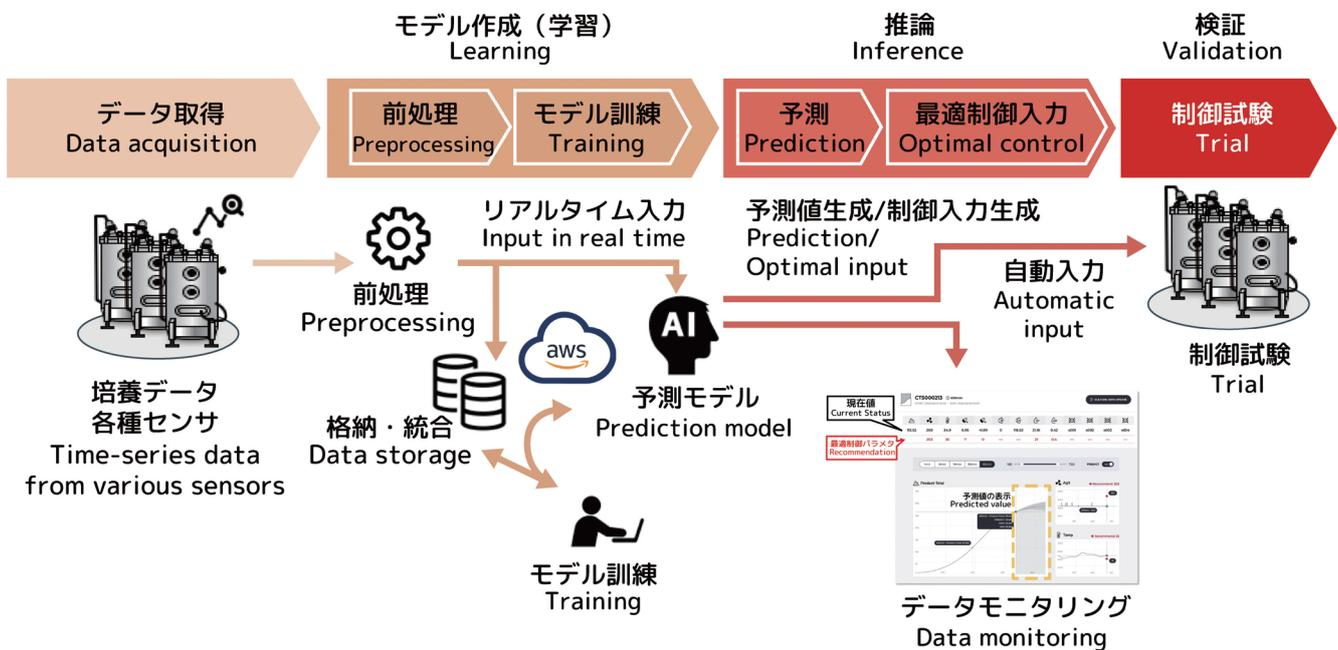 モデル作成（学習）
Learning
推論
Inference
検証
Validation
データ取得
Data acquisition
前処理
Preprocessing
モデル訓練
Training
予測
Prediction
最適制御入力
Optimal control
制御試験
Trial
リアルタイム入力
Input in real time
予測値生成/制御入力生成
Prediction/
Optimal input
自動入力
Automatic
input
前処理
Preprocessing
AI
aws
予測モデル
Prediction model
格納・統合
Data storage
培養データ
各種センサ
Time-series data
from various sensors
モデル訓練
Training
制御試験
Trial
現在値
Current Status
最適制御パラメタ
Recommendation
CTS000213
Product Titer
予測値の表示
Predicted value
Agit
Temp
データモニタリング
Data monitoring